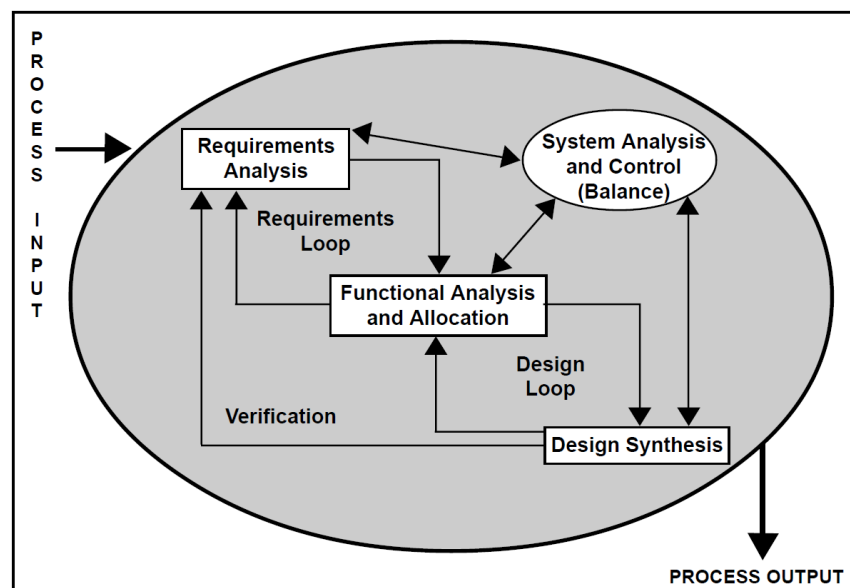 PROCESS INPUT
Requirements
Analysis
System Analysis
and Control
(Balance)
Requirements
Loop
Functional Analysis
and Allocation
Design
Loop
Verification
Design Synthesis
PROCESS OUTPUT